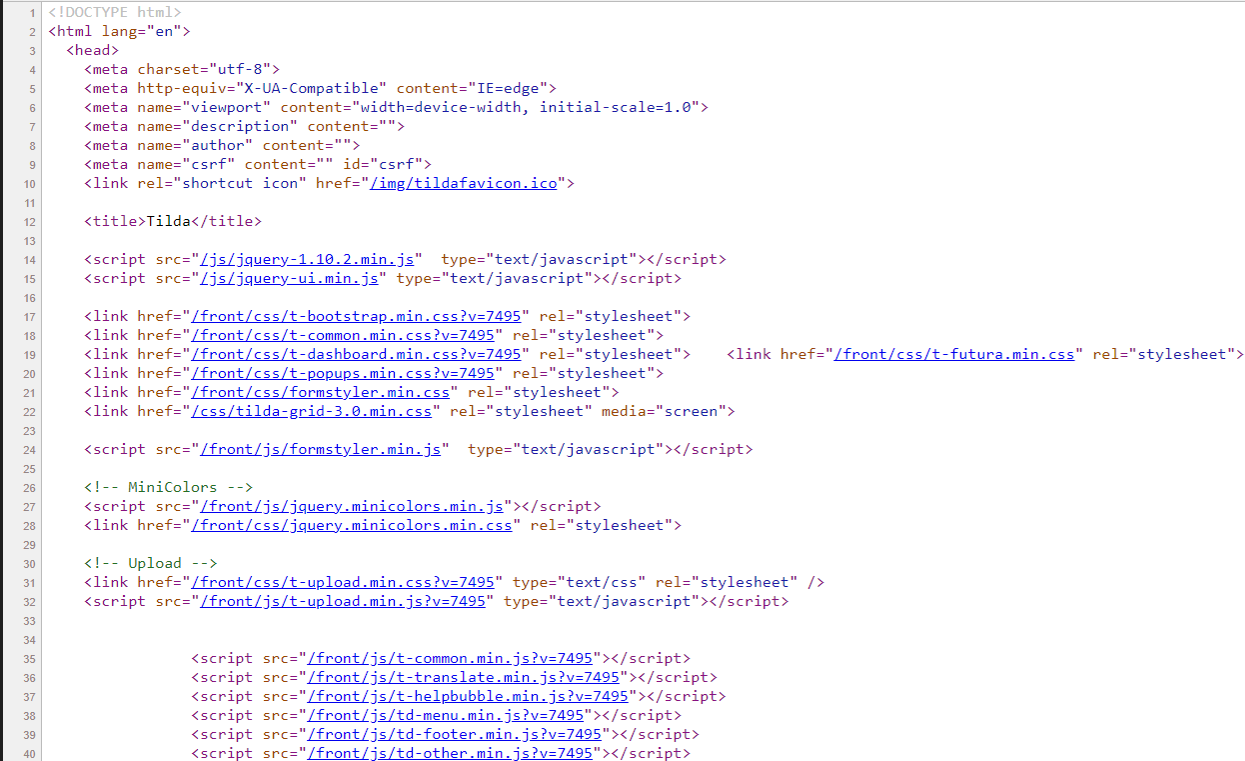 1 <!DOCTYPE html>
2 <html lang="en">
3 <head>
4 <meta charset="utf-8">
5 <meta http-equiv="X-UA-Compatible" content="IE=edge">
6 <meta name="viewport" content="width=device-width, initial-scale=1.0">
7 <meta name="description" content="">
8 <meta name="author" content="">
9 <meta name="csrf" content="" id="csrf">
10 <link rel="shortcut icon" href="/img/tildafavicon.ico">
11
12 <title>Tilda</title>
13
14 <script src="/js/jquery-1.10.2.min.js"  type="text/javascript"></script>
15 <script src="/js/jquery-ui.min.js" type="text/javascript"></script>
16
17 <link href="/front/css/t-bootstrap.min.css?v=7495" rel="stylesheet">
18 <link href="/front/css/t-common.min.css?v=7495" rel="stylesheet">
19 <link href="/front/css/t-dashboard.min.css?v=7495" rel="stylesheet">    <link href="/front/css/t-futura.min.css" rel="stylesheet">
20 <link href="/front/css/t-popups.min.css?v=7495" rel="stylesheet">
21 <link href="/front/css/formstyler.min.css" rel="stylesheet">
22 <link href="/css/tilda-grid-3.0.min.css" rel="stylesheet" media="screen">
23
24 <script src="/front/js/formstyler.min.js"  type="text/javascript"></script>
25
26 <!-- MiniColors -->
27 <script src="/front/js/jquery.minicolors.min.js"></script>
28 <link href="/front/css/jquery.minicolors.min.css" rel="stylesheet">
29
30 <!-- Upload -->
31 <link href="/front/css/t-upload.min.css?v=7495" type="text/css" rel="stylesheet" />
32 <script src="/front/js/t-upload.min.js?v=7495" type="text/javascript"></script>
33
34
35 <script src="/front/js/t-common.min.js?v=7495"></script>
36 <script src="/front/js/t-translate.min.js?v=7495"></script>
37 <script src="/front/js/t-helpbubble.min.js?v=7495"></script>
38 <script src="/front/js/td-menu.min.js?v=7495"></script>
39 <script src="/front/js/td-footer.min.js?v=7495"></script>
40 <script src="/front/js/td-other.min.js?v=7495"></script>